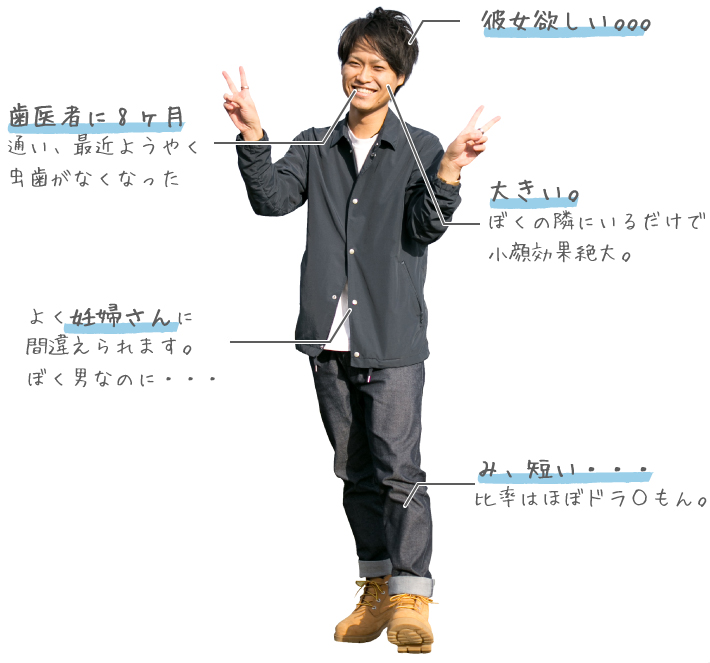 彼女欲しい。。。
歯医者に8ヶ月
通い、最近ようやく
虫歯がなくなった
大きい。
ぼくの隣にいるだけで
小顔効果絶大。
よく妊婦さんに
間違えられます。
ぼく男なのに・・・
み、短い・・・
比率はほぼドラ〇もん。